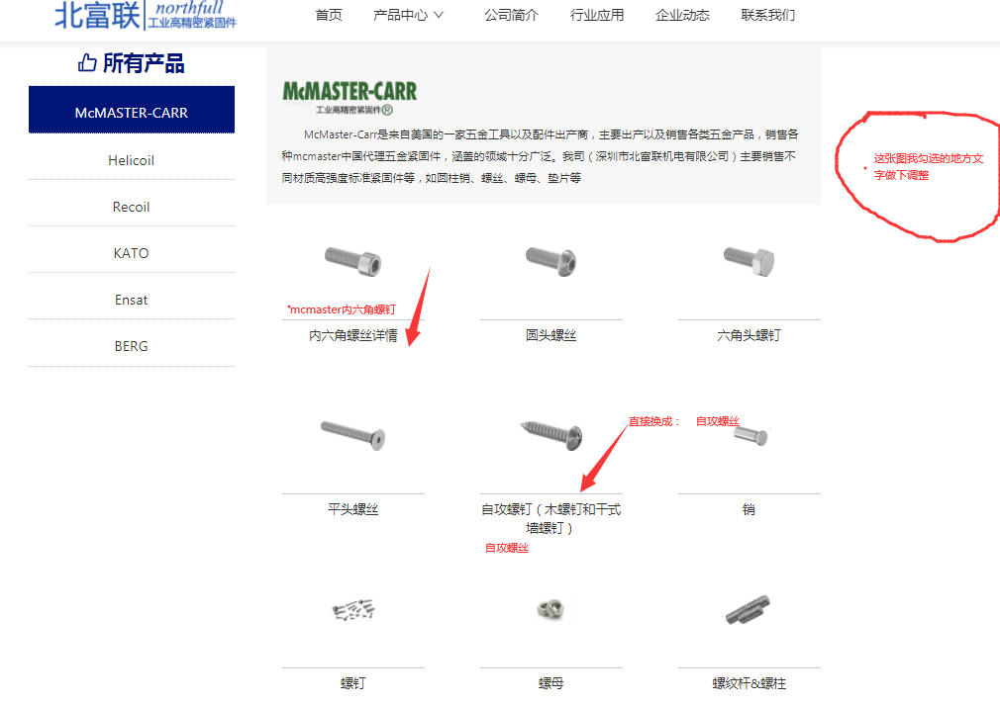 北富联 northfull
工业高精密紧固件
首页 产品中心 公司简介 行业应用 企业动态 联系我们
所有产品
McMASTER-CARR
Helicoil
Recoil
KATO
Ensat
BERG
McMASTER-CARR
工业高精密紧固件®
McMaster-Carr是来自美国的一家五金工具以及配件出产商，主要出产以及销售各类五金产品，销售各
种mcmaster中国代理五金紧固件，涵盖的领域十分广泛。我司（深圳市北富联机电有限公司）主要销售不
同材质高强度标准紧固件等，如圆柱销、螺丝、螺母、垫片等
这张图我勾选的地方文
字做下调整
*mcmaster内六角螺钉
内六角螺丝详情 圆头螺丝 六角头螺钉
直接换成： 自攻螺丝
平头螺丝 自攻螺钉（木螺钉和干式 销
墙螺钉）
自攻螺丝
螺钉 螺母 螺纹杆&螺柱